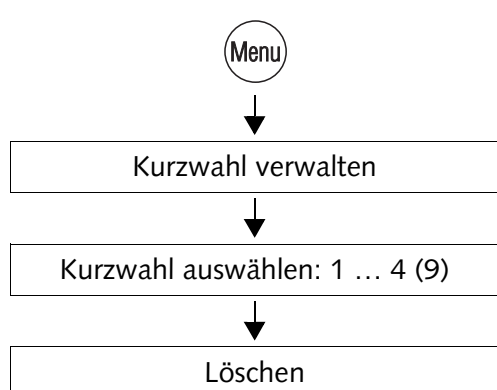 Menu
Kurzwahl verwalten
Kurzwahl auswählen: 1 … 4 (9)
Löschen